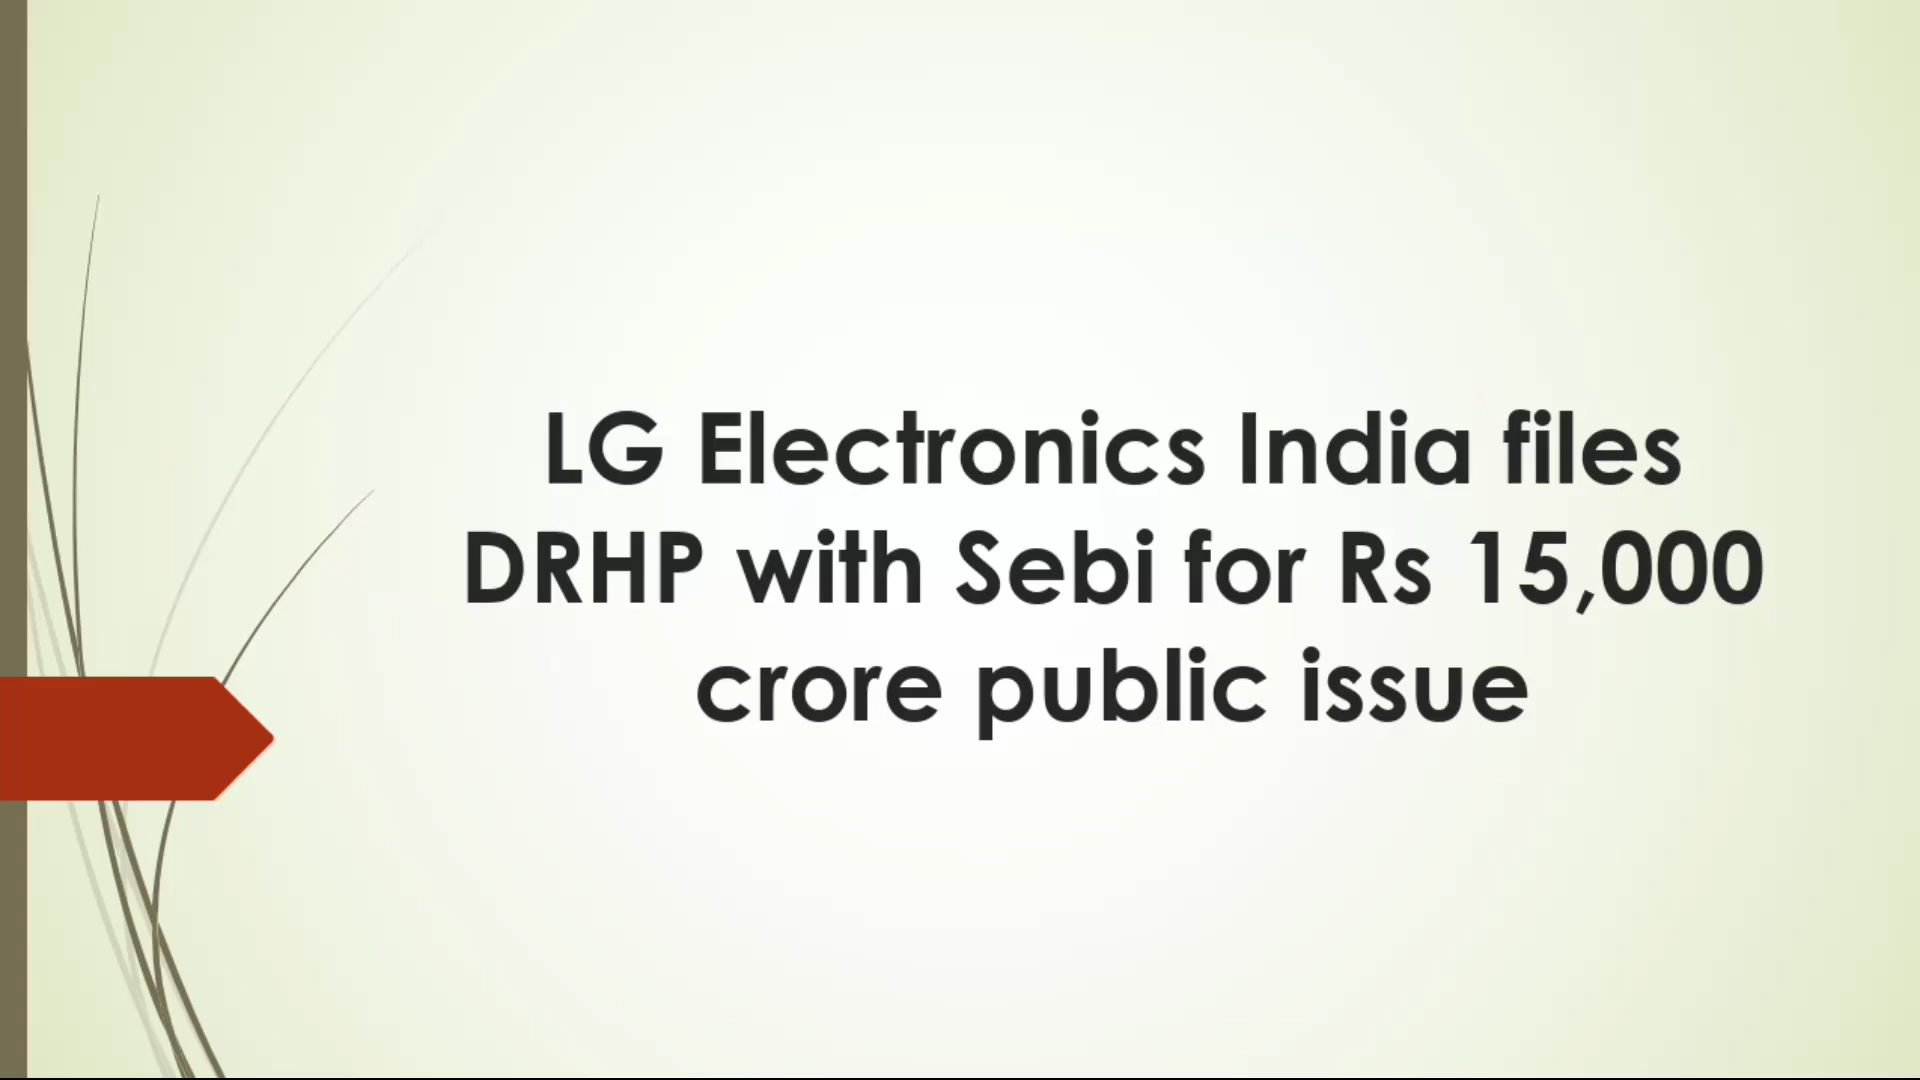 LG Electronics India files
DRHP with Sebi for Rs 15,000
crore public issue